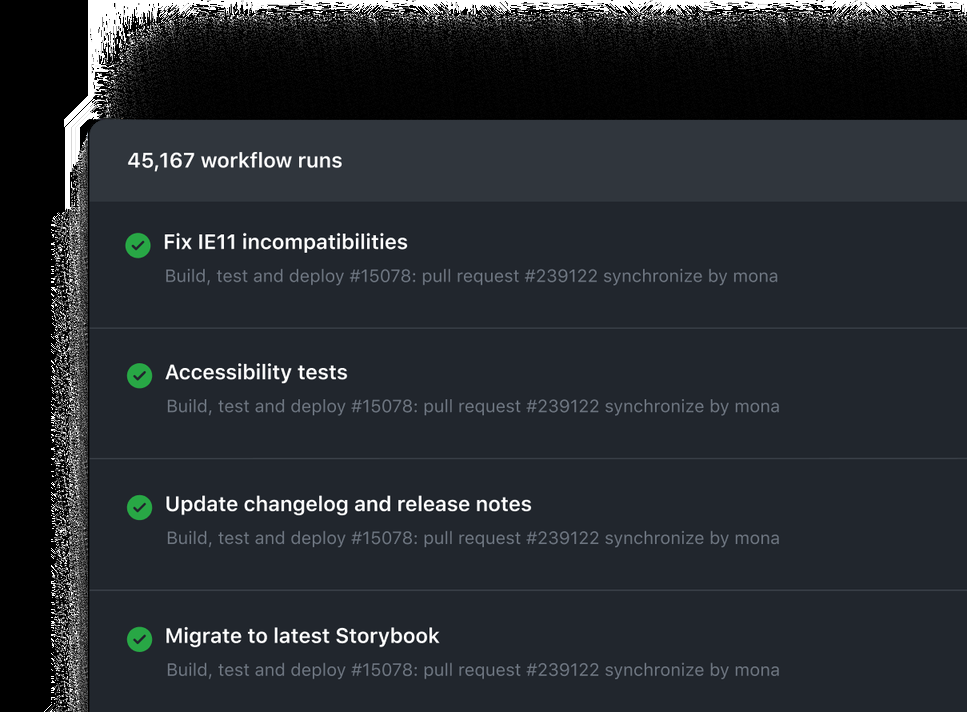 45,167 workflow runs
Fix IE11 incompatibilities
Build, test and deploy #15078: pull request #239122 synchronize by mona
Accessibility tests
Build, test and deploy #15078: pull request #239122 synchronize by mona
Update changelog and release notes
Build, test and deploy #15078: pull request #239122 synchronize by mona
Migrate to latest Storybook
Build, test and deploy #15078: pull request #239122 synchronize by mona